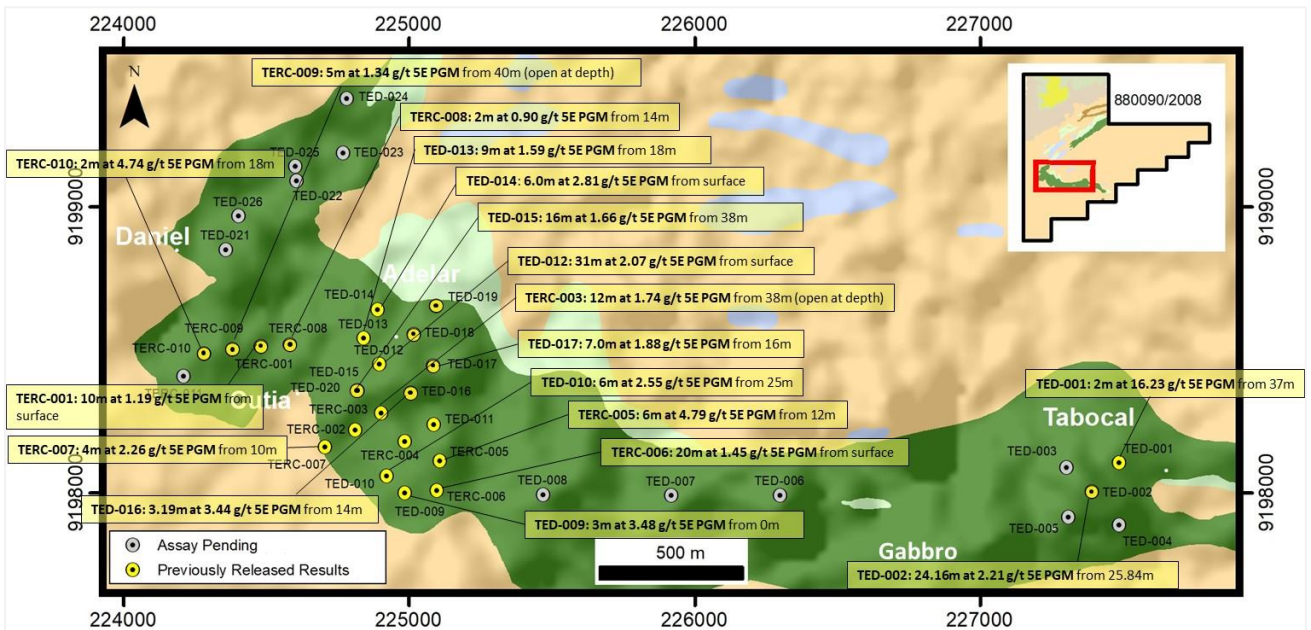 224000
225000
226000
227000
N
TERC-009: 5m at 1.34 g/t 5E PGM from 40m (open at depth)
TED-024
TERC-008: 2m at 0.90 g/t 5E PGM from 14m
880090/2008
TED-025
TED-023
TED-013: 9m at 1.59 g/t 5E PGM from 18m
TERC-010: 2m at 4.74 g/t 5E PGM from 18m
TED-014: 6.0m at 2.81 g/t 5E PGM from surface
TED-022
9199000
9199000
TED-026
TED-015: 16m at 1.66 g/t 5E PGM from 38m
Daniel
TED-021
TED-012: 31m at 2.07 g/t 5E PGM from surface
Adelar
TED-014
TED-019
TERC-003: 12m at 1.74 g/t 5E PGM from 38m (open at depth)
TERC-009
TERC-008
TED-013
TED-018
TERC-010
TERC-001
TED-012
TED-017: 7.0m at 1.88 g/t 5E PGM from 16m
TED-017
TED-015
TERC-011
TED-020
TED-016
TED-010: 6m at 2.55 g/t 5E PGM from 25m
TED-001: 2m at 16.23 g/t 5E PGM from 37m
TERC-001: 10m at 1.19 g/t 5E PGM from
surface
Cutia
TERC-003
TED-011
TERC-005: 6m at 4.79 g/t 5E PGM from 12m
Tabocal
TERC-002
TERC-007: 4m at 2.26 g/t 5E PGM from 10m
TERC-004
TERC-005
TERC-006: 20m at 1.45 g/t 5E PGM from surface
TED-003
TED-001
TERC-007
TED-010
TERC-006
TED-008
TED-007
TED-006
TED-002
9198000
9198000
TED-016: 3.19m at 3.44 g/t 5E PGM from 14m
TED-009
TED-009: 3m at 3.48 g/t 5E PGM from 0m
TED-005
TED-004
Assay Pending
Previously Released Results
500 m
Gabbro
TED-002: 24.16m at 2.21 g/t 5E PGM from 25.84m
224000
225000
226000
227000